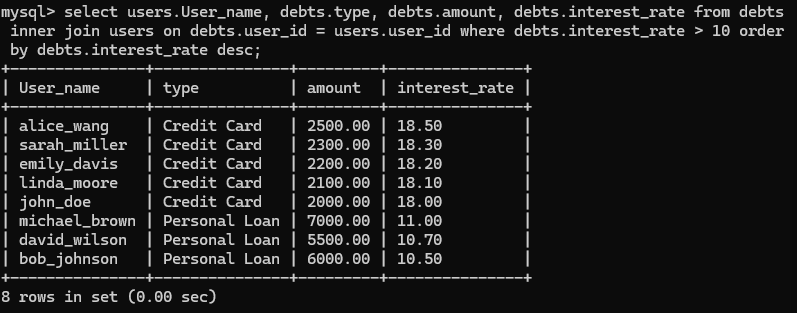 mysql> select users.User_name, debts.type, debts.amount, debts.interest_rate from debts
 inner join users on debts.user_id = users.user_id where debts.interest_rate > 10 order
 by debts.interest_rate desc;
+---------------+---------------+---------+---------------+
| User_name     | type          | amount  | interest_rate |
+---------------+---------------+---------+---------------+
| alice_wang    | Credit Card   | 2500.00 | 18.50         |
| sarah_miller  | Credit Card   | 2300.00 | 18.30         |
| emily_davis   | Credit Card   | 2200.00 | 18.20         |
| linda_moore   | Credit Card   | 2100.00 | 18.10         |
| john_doe      | Credit Card   | 2000.00 | 18.00         |
| michael_brown | Personal Loan | 7000.00 | 11.00         |
| david_wilson  | Personal Loan | 5500.00 | 10.70         |
| bob_johnson   | Personal Loan | 6000.00 | 10.50         |
+---------------+---------------+---------+---------------+
8 rows in set (0.00 sec)